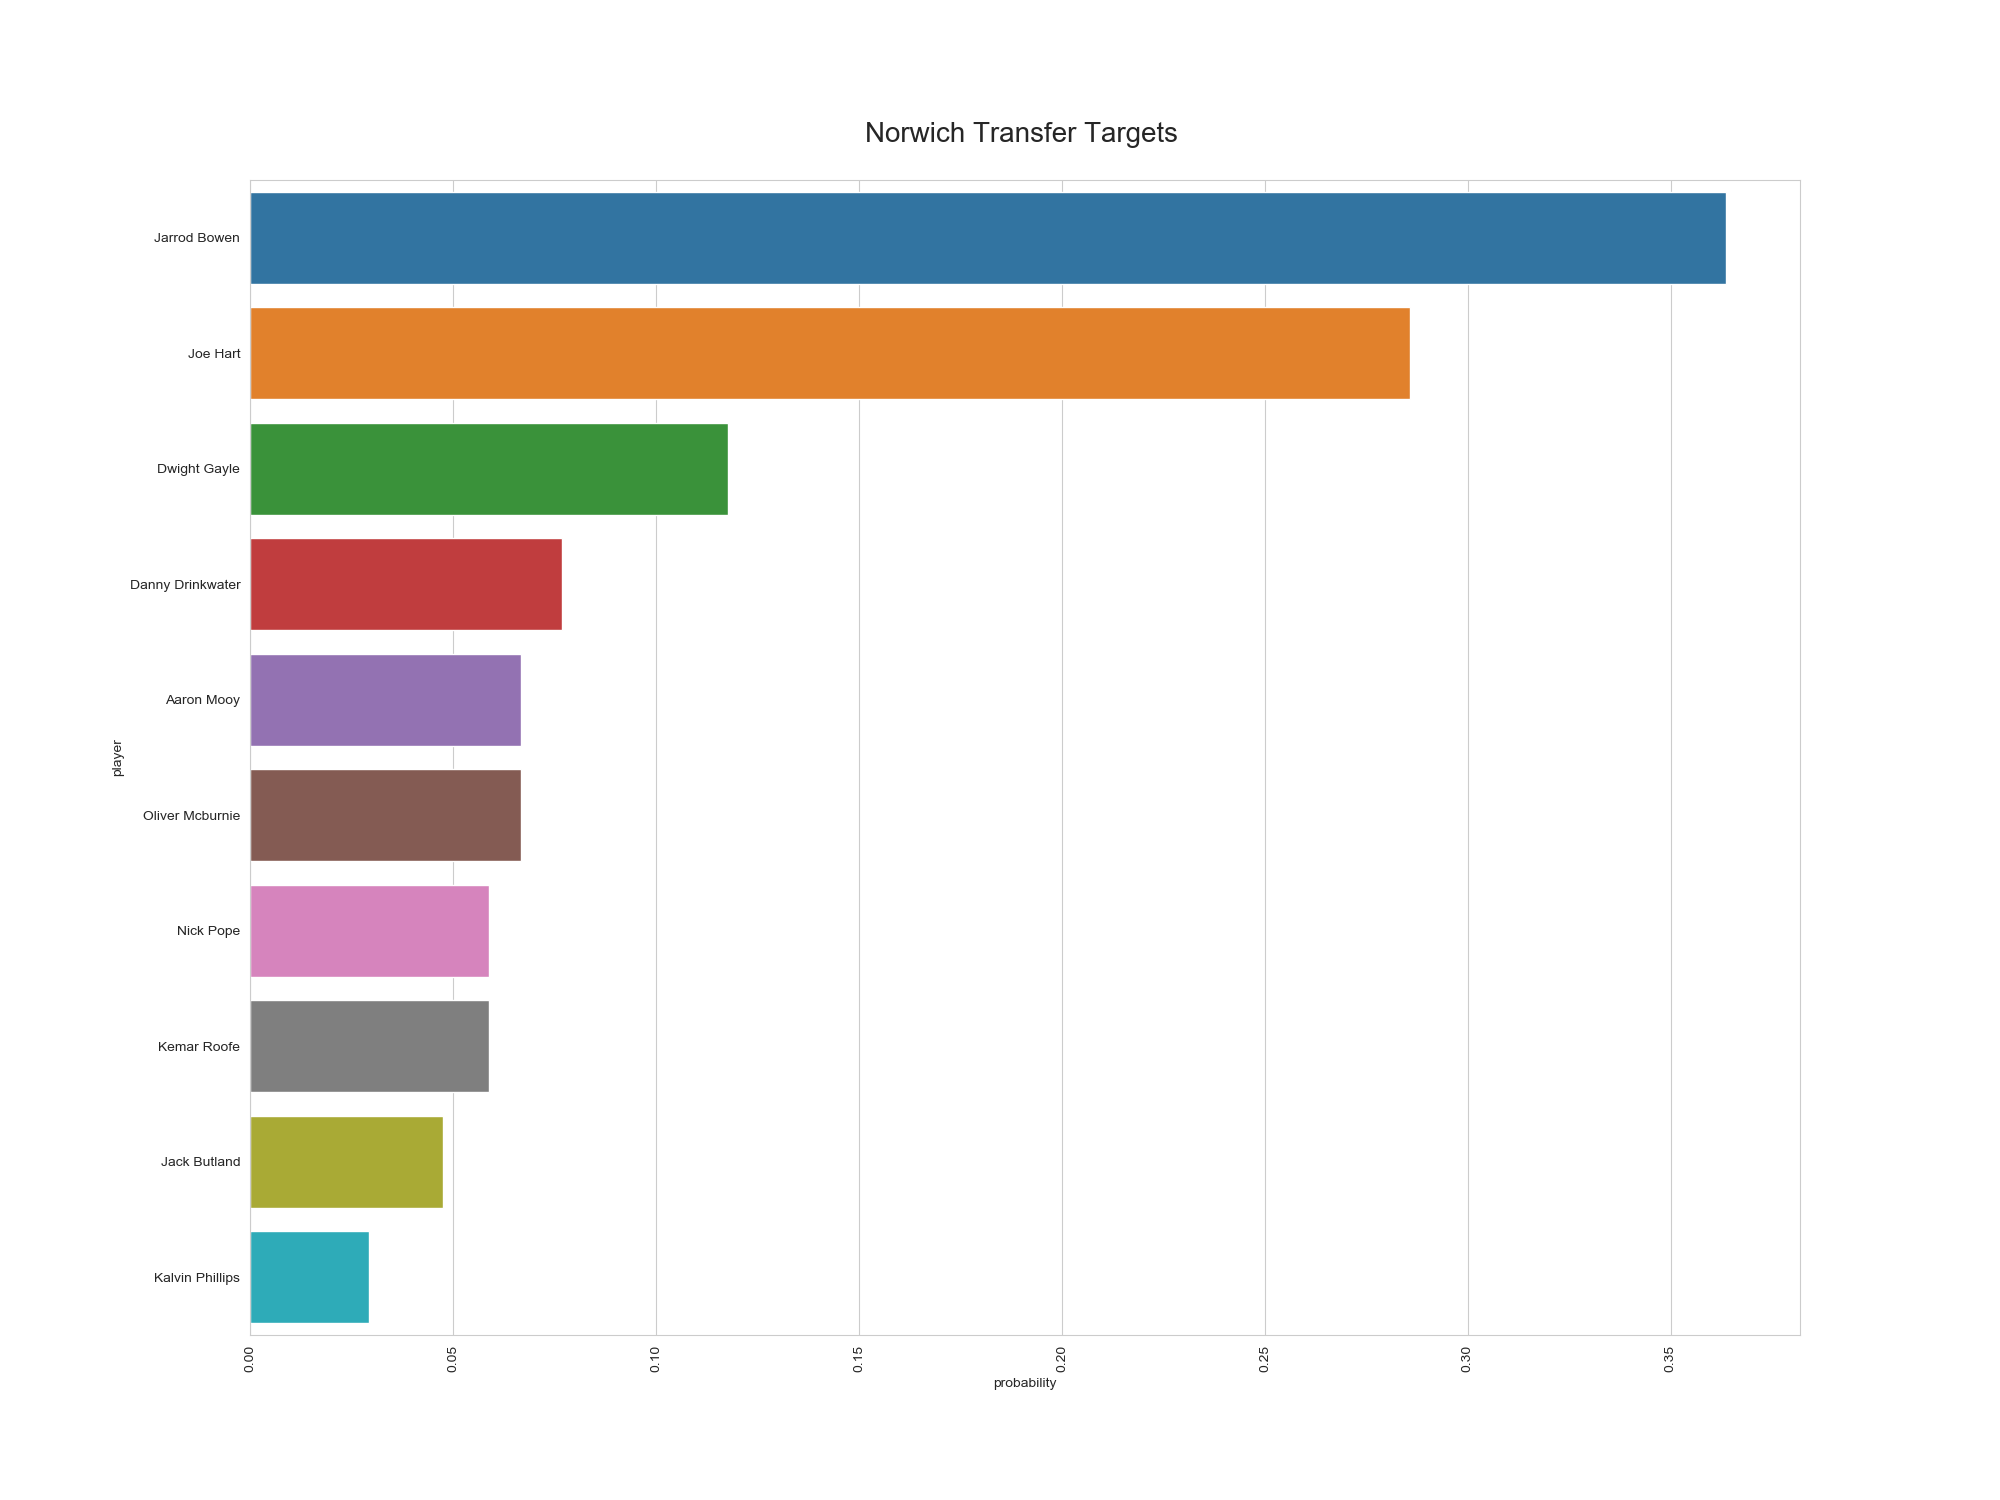 Norwich Transfer Targets
Jarrod Bowen
Joe Hart
Dwight Gayle
Danny Drinkwater
Aaron Mooy
Oliver Mcburnie
Nick Pope
Kemar Roofe
Jack Butland
Kalvin Phillips
player
0.00
0.05
0.10
0.15
0.20
0.25
0.30
0.35
probability